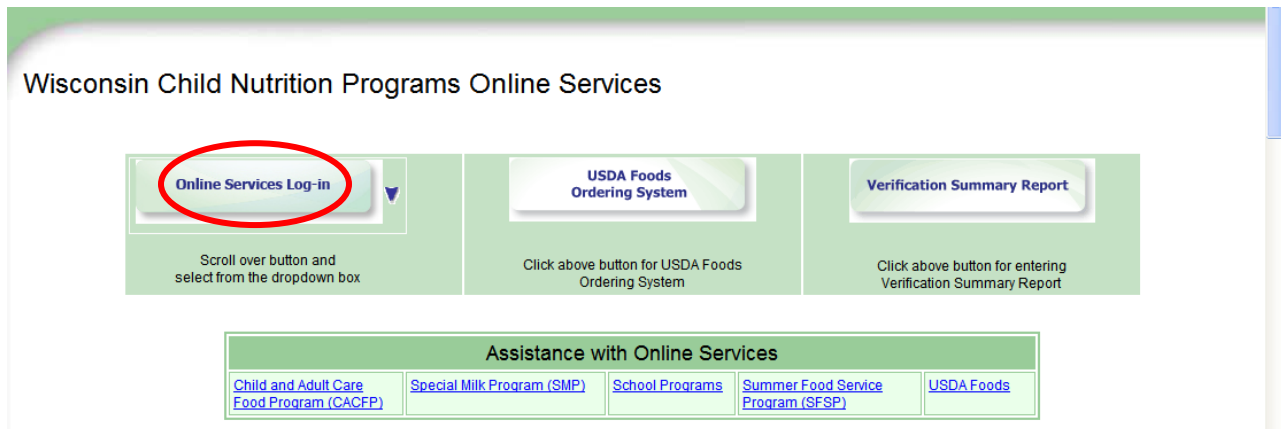 Wisconsin Child Nutrition Programs Online Services
Online Services Log-in
USDA Foods
Ordering System
Verification Summary Report
Scroll over button and
select from the dropdown box
Click above button for USDA Foods
Ordering System
Click above button for entering
Verification Summary Report
Assistance with Online Services
Child and Adult Care
Food Program (CACFP)
Special Milk Program (SMP)
School Programs
Summer Food Service
Program (SFSP)
USDA Foods